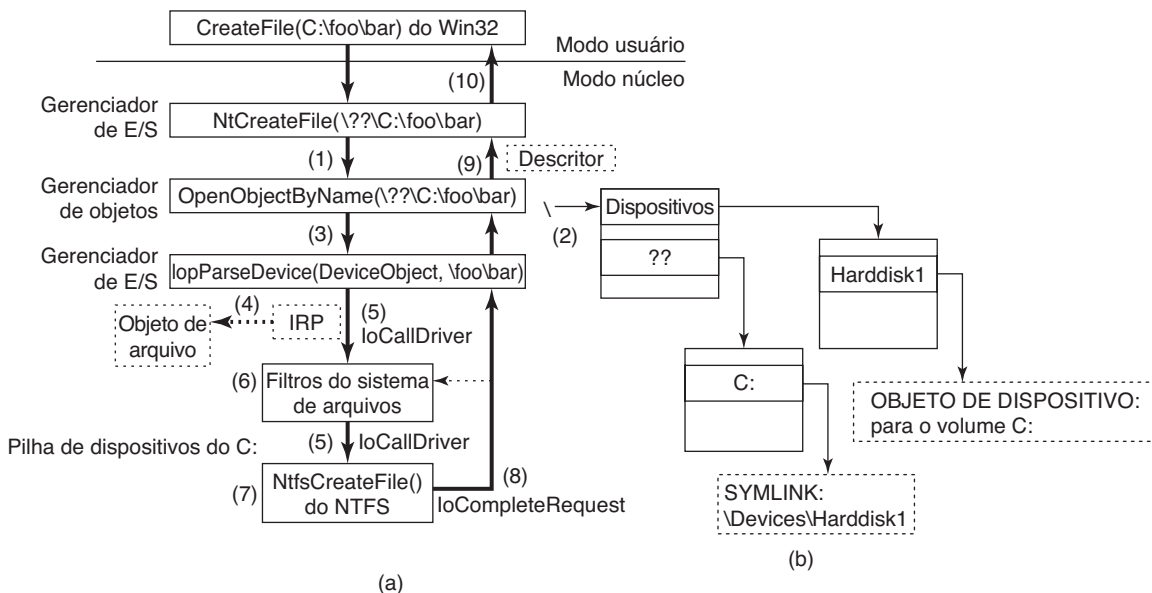 CreateFile(C:\foo\bar) do Win32
Modo usuário
Modo núcleo
(10)
Gerenciador
de E/S
NtCreateFile(\??\C:\foo\bar)
(1)
(9)
Descritor
Gerenciador
de objetos
OpenObjectByName(\??\C:\foo\bar)
(3)
Gerenciador
de E/S
IopParseDevice(DeviceObject, \foo\bar)
(4)
Objeto de
arquivo
IRP
(5)
IoCallDriver
(6)
Filtros do sistema
de arquivos
Pilha de dispositivos do C:
(5)
IoCallDriver
(7)
NtfsCreateFile()
do NTFS
(8)
IoCompleteRequest
(a)
\
(2)
Dispositivos
??
Harddisk1
C:
OBJETO DE DISPOSITIVO:
para o volume C:
SYMLINK:
\Devices\Harddisk1
(b)